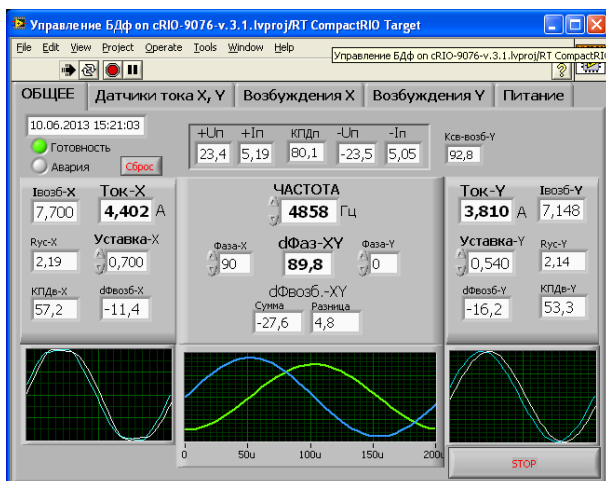 Управление БДф on cRIO-9076-v.3.1.lvproj/RT CompactRIO Target
File Edit View Project Operate Tools Window Help
Управление БДф on cRIO-9076-v.3.1.lvproj/RT CompactRI
ОБЩЕЕ Датчики тока X, Y Возбуждения X Возбуждения Y Питание
10.06.2013 15:21:03
Готовность
Авария Сброс
+Uп +Iп кпдп -Uп -Iп Ксв-возб-Y
23,4 5,19 80,1 -23,5 5,05 92,8
Iвозб-X Ток-X ЧАСТОТА Ток-Y Iвозб-Y
7,700 4,402 А 4858 Гц 3,810 А 7,148
Rус-X Уставка-X Фаза-X dФаз-XY Фаза-Y Уставка-Y Rус-Y
2,19 0,700 90 89,8 0 0,540 2,14
КПДв-X dФвозб-X dФвозб.-XY dФвозб-Y КПДв-Y
Сумма Разница
57,2 -11,4 -27,6 4,8 -16,2 53,3
0 50u 100u 150u 200u
STOP